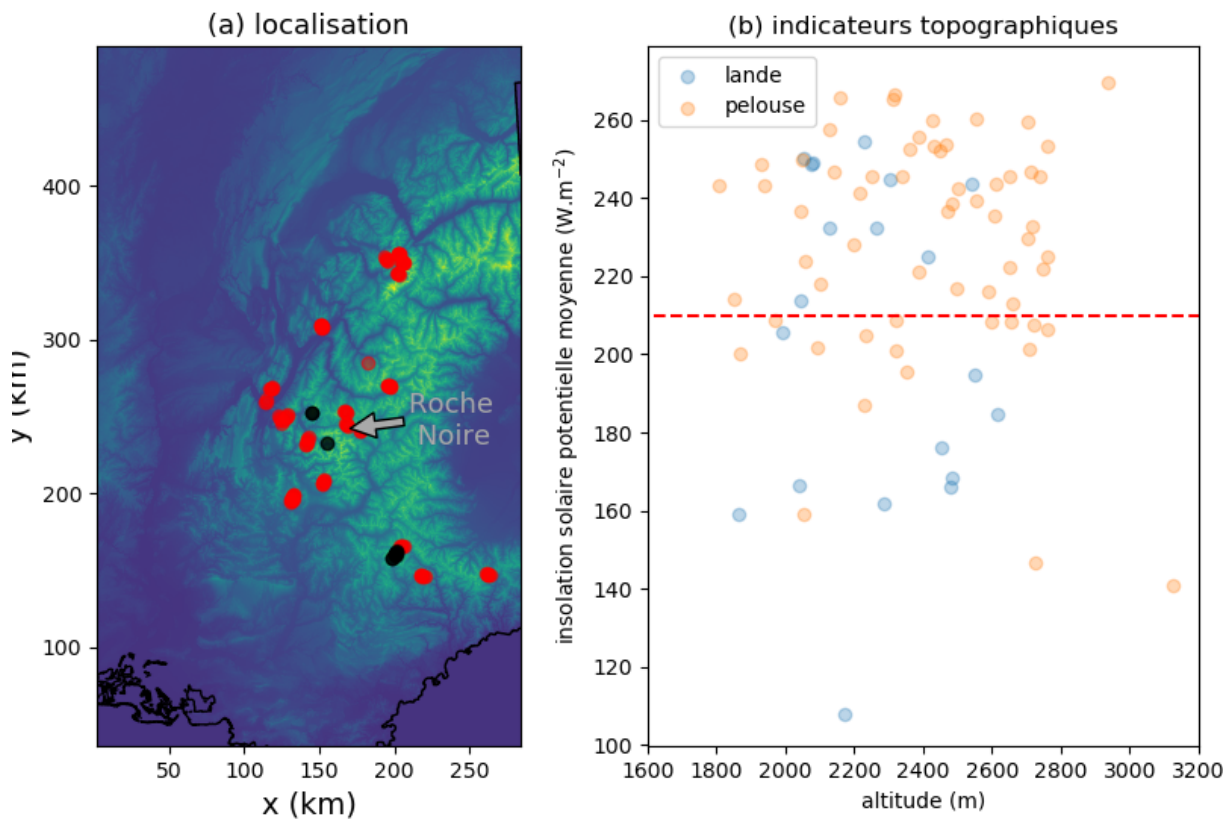 (a) localisation
y (km)
400
300
200
100
Roche
Noire
50
100
150
200
250
x (km)
(b) indicateurs topographiques
lande
pelouse
insolation solaire potentielle moyenne (W.m⁻²)
260
240
220
200
180
160
140
120
100
1600
1800
2000
2200
2400
2600
2800
3000
3200
altitude (m)